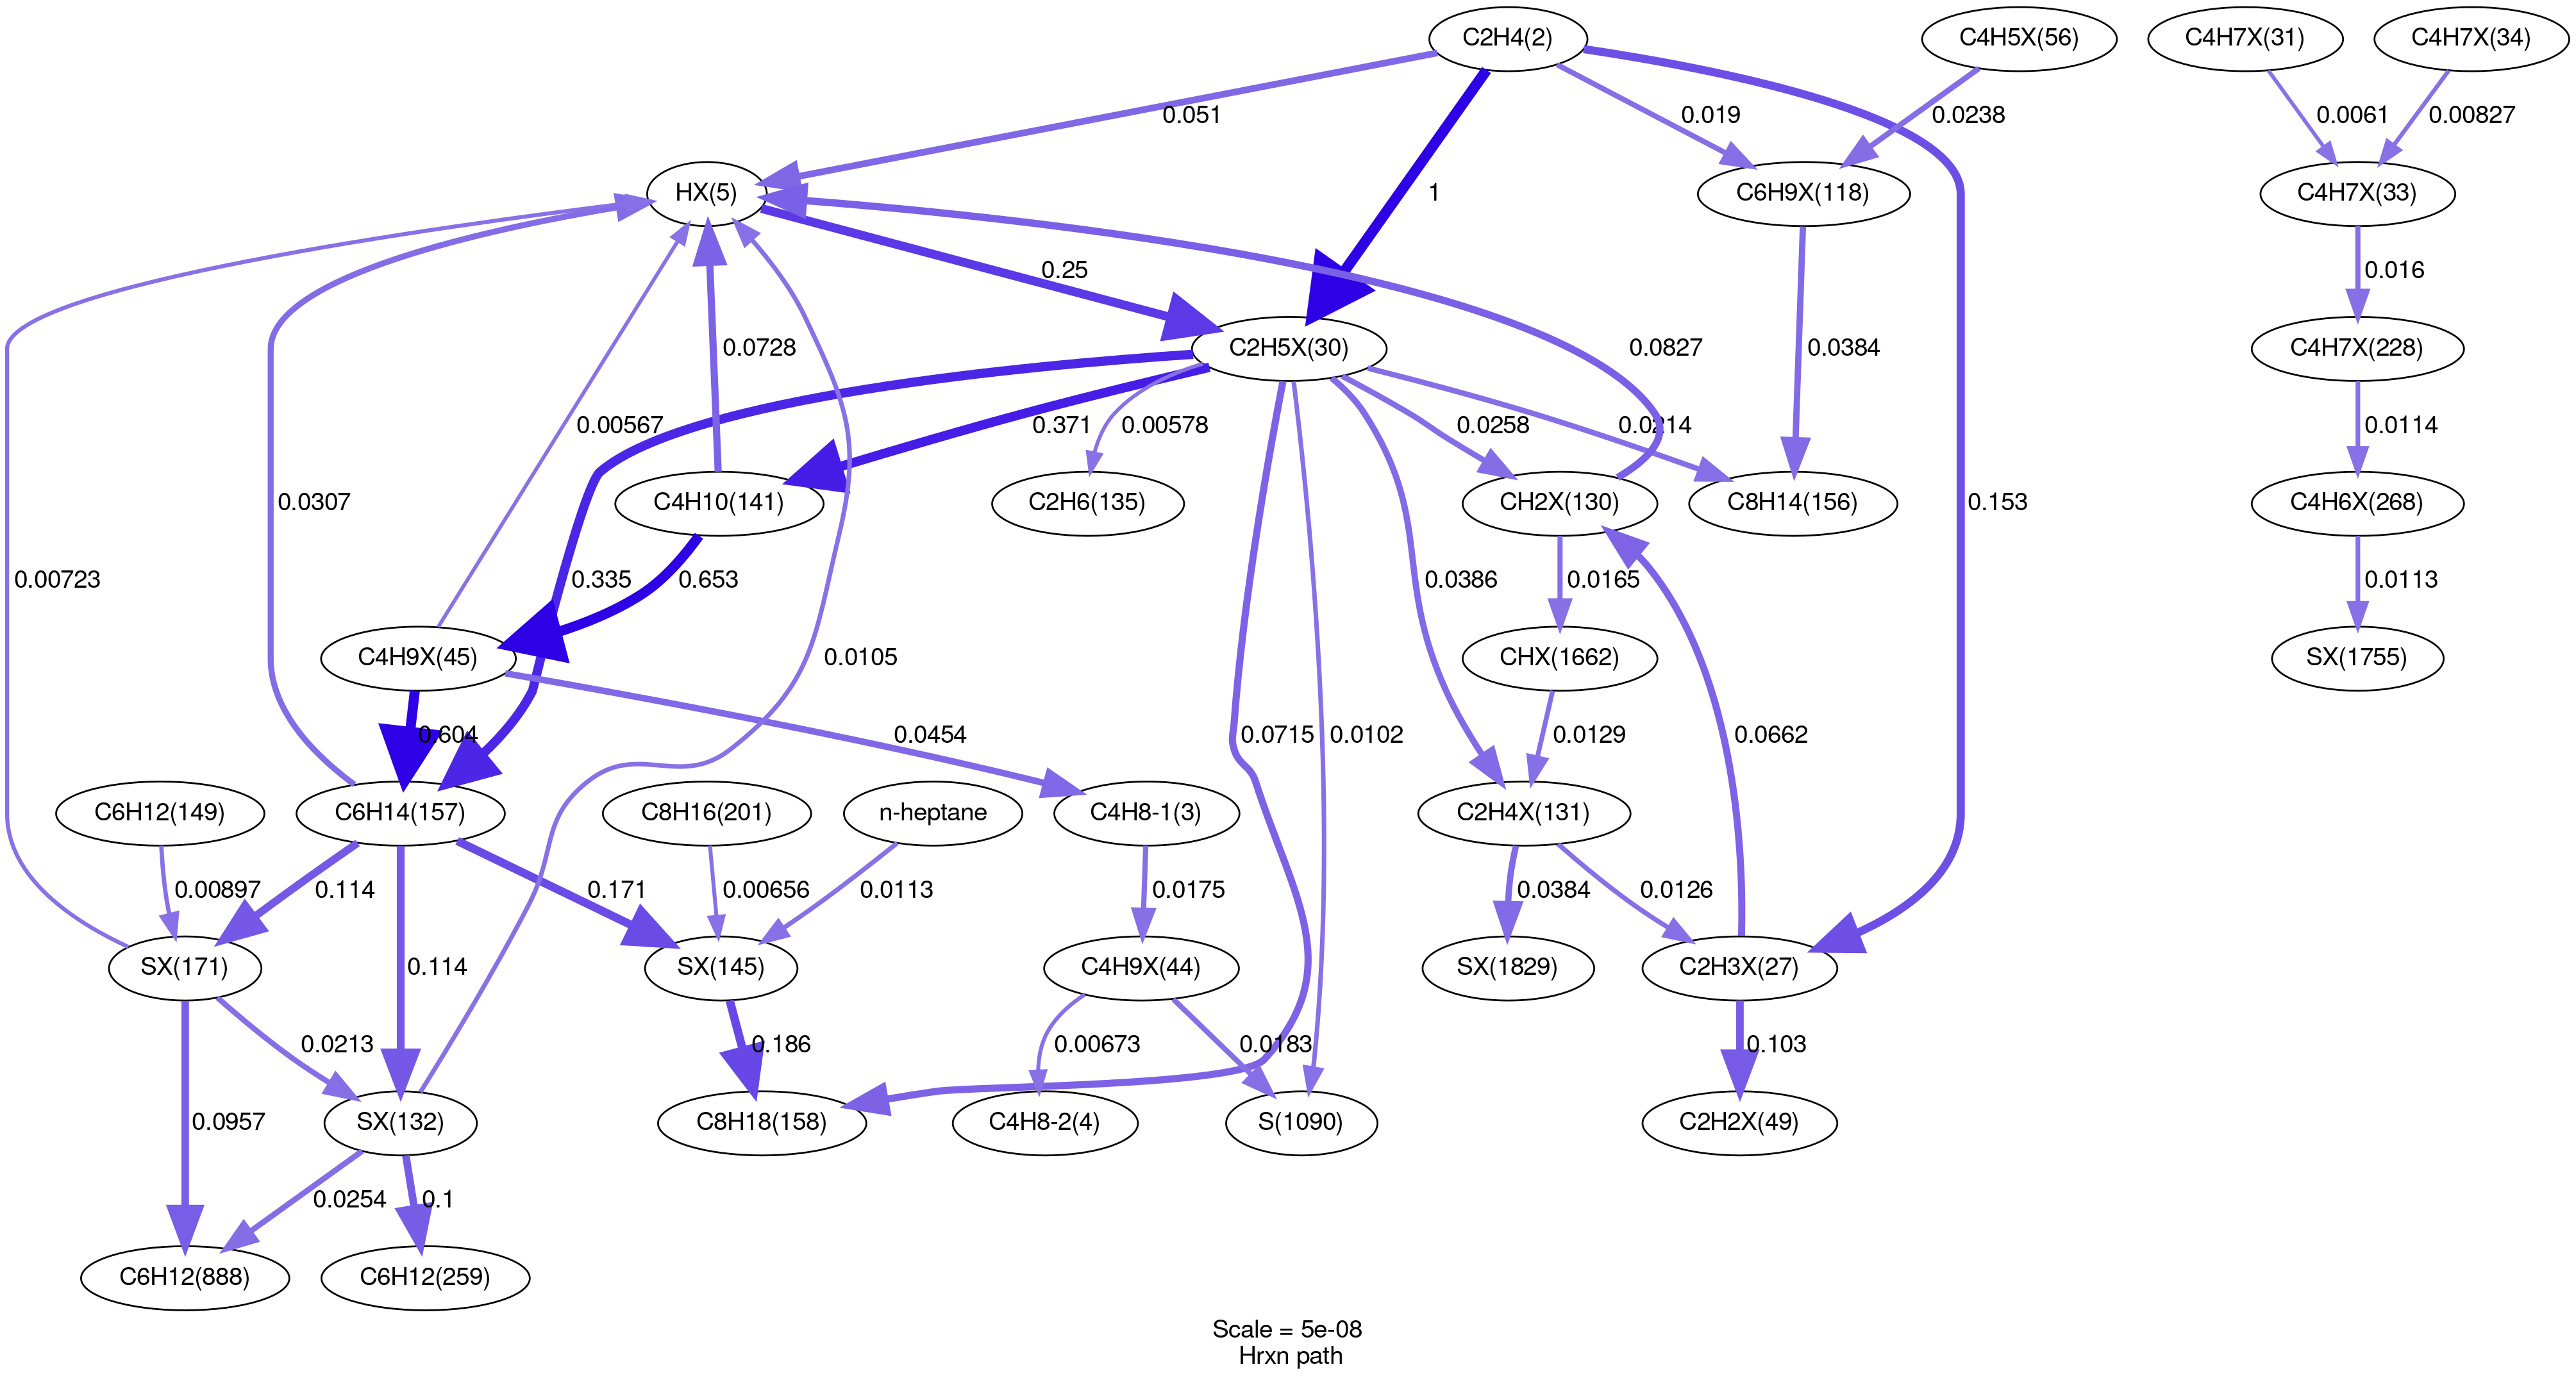 C2H4(2)
C4H5X(56)
C4H7X(31)
C4H7X(34)
0.051
0.019
0.0238
0.0061
0.00827
HX(5)
1
C6H9X(118)
C4H7X(33)
0.25
0.016
C2H5X(30)
0.0728
0.0827
0.0384
C4H7X(228)
0.00567
0.371
0.00578
0.0258
0.0214
0.0114
0.0307
C4H10(141)
C2H6(135)
CH2X(130)
C8H14(156)
0.153
C4H6X(268)
0.00723
0.335
0.653
0.0386
0.0165
0.0113
C4H9X(45)
0.0105
CHX(1662)
SX(1755)
0.604
0.0454
0.0715
0.0102
0.0129
0.0662
C6H12(149)
C6H14(157)
C8H16(201)
n-heptane
C4H8-1(3)
C2H4X(131)
0.00897
0.114
0.171
0.00656
0.0113
0.0175
0.0384
0.0126
SX(171)
0.114
SX(145)
C4H9X(44)
SX(1829)
C2H3X(27)
0.0213
0.186
0.00673
0.0183
0.103
0.0957
SX(132)
C8H18(158)
C4H8-2(4)
S(1090)
C2H2X(49)
0.0254
0.1
C6H12(888)
C6H12(259)
Scale = 5e-08
Hrxn path